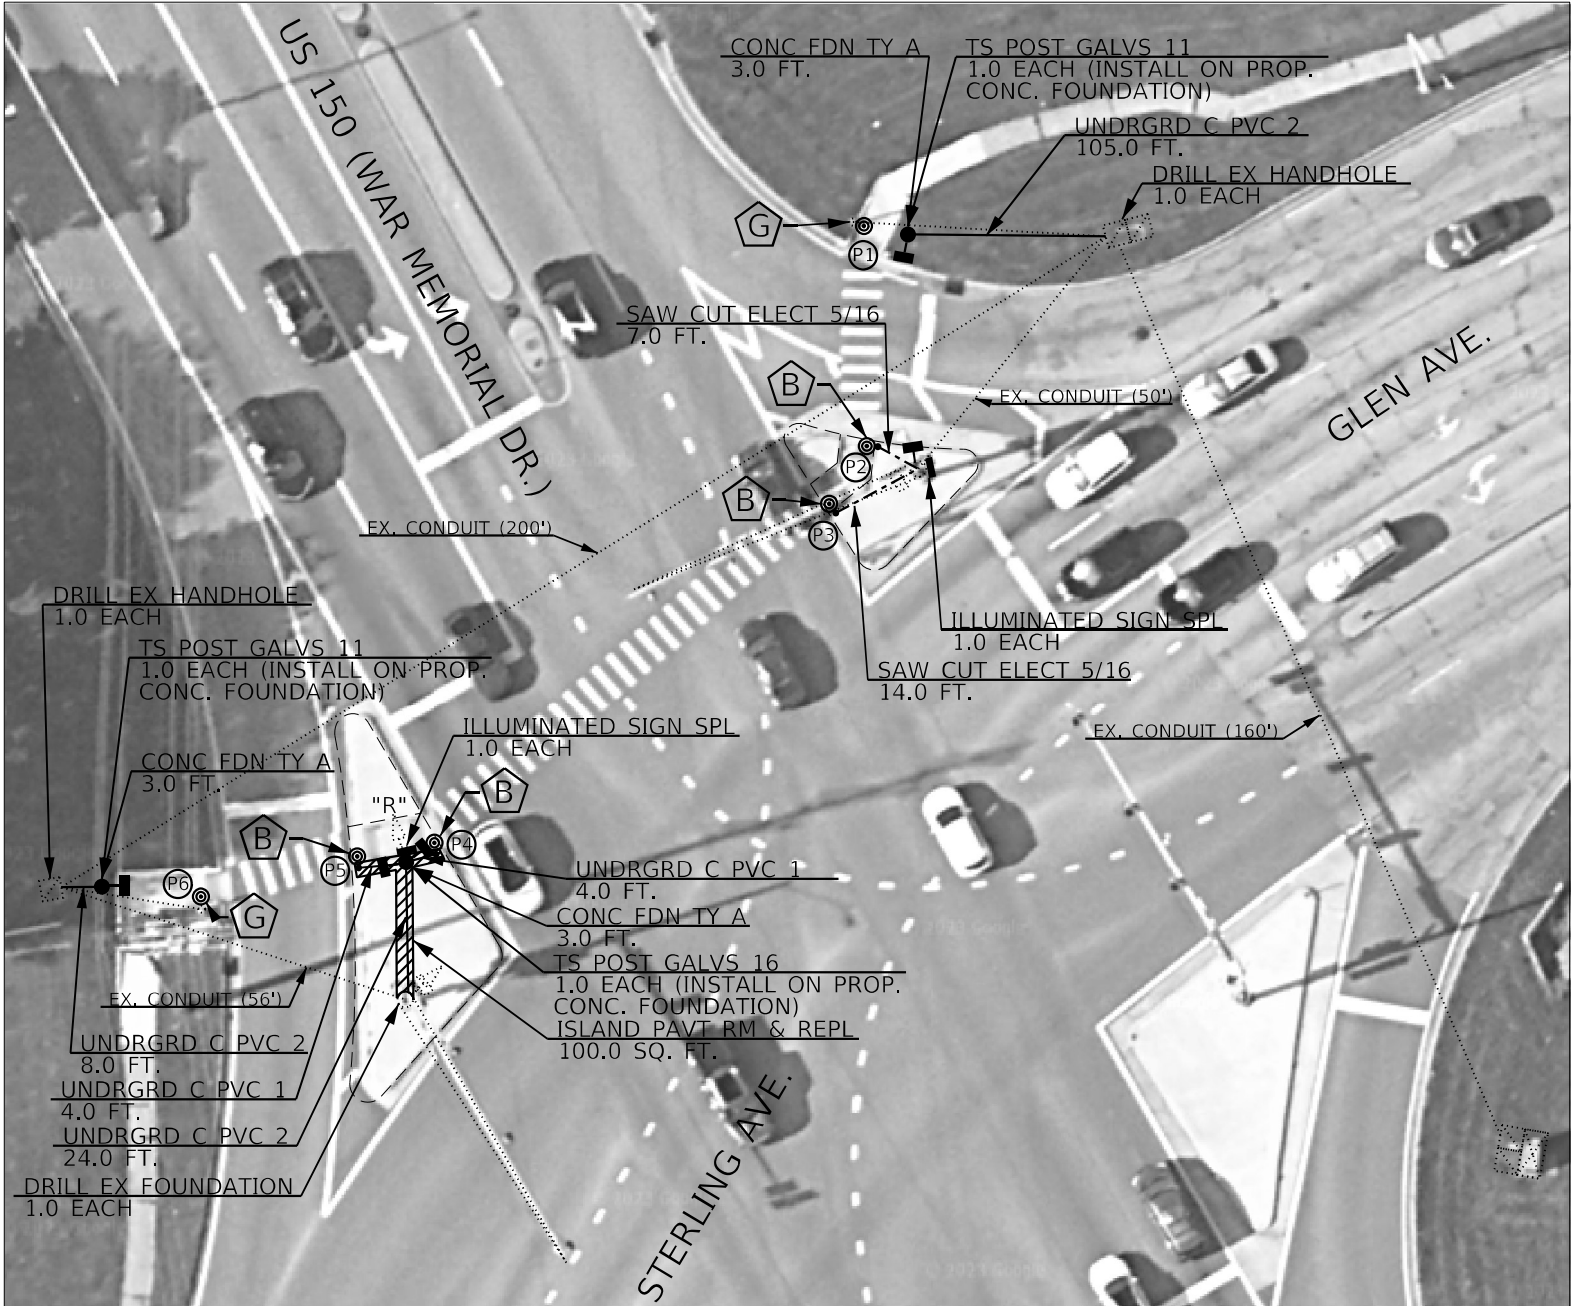 US 150 (WAR MEMORIAL DR.)
CONC FDN TY A
3.0 FT.
TS POST GALVS 11
1.0 EACH (INSTALL ON PROP.
CONC. FOUNDATION)
UNDRGRD C PVC 2
105.0 FT.
DRILL EX HANDHOLE
1.0 EACH
G
P1
SAW CUT ELECT 5/16
7.0 FT.
GLEN AVE.
B
EX. CONDUIT (50')
P2
B
P3
EX. CONDUIT (200')
DRILL EX HANDHOLE
1.0 EACH
ILLUMINATED SIGN SPL
1.0 EACH
TS POST GALVS 11
1.0 EACH (INSTALL ON PROP.
CONC. FOUNDATION)
SAW CUT ELECT 5/16
14.0 FT.
ILLUMINATED SIGN SPL
1.0 EACH
EX. CONDUIT (160')
CONC FDN TY A
3.0 FT.
"R"
B
B
P4
P5
P6
G
UNDRGRD C PVC 1
4.0 FT.
CONC FDN TY A
3.0 FT.
TS POST GALVS 16
1.0 EACH (INSTALL ON PROP.
CONC. FOUNDATION)
EX. CONDUIT (56')
ISLAND PAVT RM & REPL
100.0 SQ. FT.
UNDRGRD C PVC 2
8.0 FT.
UNDRGRD C PVC 1
4.0 FT.
UNDRGRD C PVC 2
24.0 FT.
DRILL EX FOUNDATION
1.0 EACH
STERLING AVE.